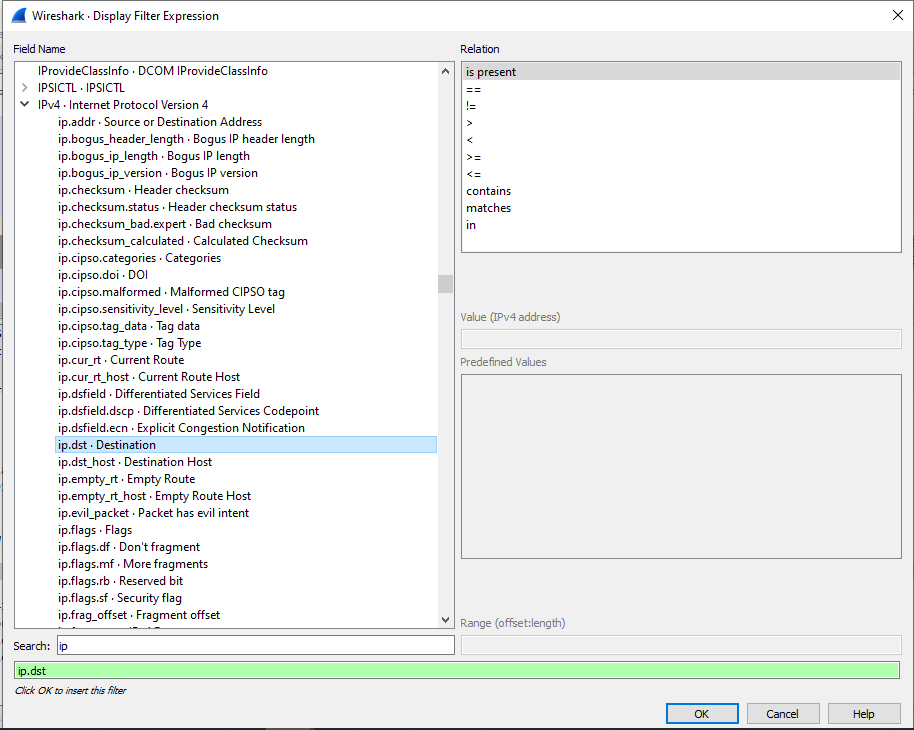 Wireshark · Display Filter Expression
Field Name
IProvideClassInfo · DCOM IProvideClassInfo
IPSICTL · IPSICTL
IPv4 · Internet Protocol Version 4
ip.addr · Source or Destination Address
ip.bogus_header_length · Bogus IP header length
ip.bogus_ip_length · Bogus IP length
ip.bogus_ip_version · Bogus IP version
ip.checksum · Header checksum
ip.checksum.status · Header checksum status
ip.checksum_bad.expert · Bad checksum
ip.checksum_calculated · Calculated Checksum
ip.cipso.categories · Categories
ip.cipso.doi · DOI
ip.cipso.malformed · Malformed CIPSO tag
ip.cipso.sensitivity_level · Sensitivity Level
ip.cipso.tag_data · Tag data
ip.cipso.tag_type · Tag Type
ip.cur_rt · Current Route
ip.cur_rt_host · Current Route Host
ip.dsfield · Differentiated Services Field
ip.dsfield.dscp · Differentiated Services Codepoint
ip.dsfield.ecn · Explicit Congestion Notification
ip.dst · Destination
ip.dst_host · Destination Host
ip.empty_rt · Empty Route
ip.empty_rt_host · Empty Route Host
ip.evil_packet · Packet has evil intent
ip.flags · Flags
ip.flags.df · Don't fragment
ip.flags.mf · More fragments
ip.flags.rb · Reserved bit
ip.flags.sf · Security flag
ip.frag_offset · Fragment offset
Search: ip
ip.dst
Click OK to insert this filter
Relation
is present
==
!=
>
<
>=
<=
contains
matches
in
Value (IPv4 address)
Predefined Values
Range (offset:length)
OK
Cancel
Help